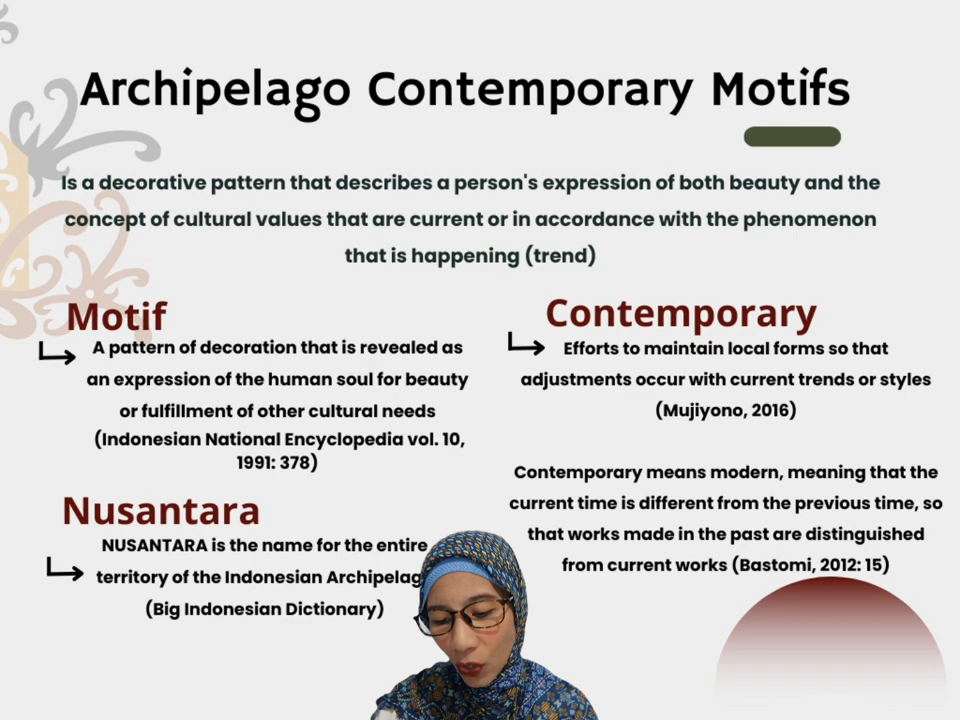 Archipelago Contemporary Motifs
Is a decorative pattern that describes a person's expression of both beauty and the
concept of cultural values that are current or in accordance with the phenomenon
that is happening (trend)
Motif
A pattern of decoration that is revealed as
an expression of the human soul for beauty
or fulfillment of other cultural needs
(Indonesian National Encyclopedia vol. 10,
1991: 378)
Nusantara
NUSANTARA is the name for the entire
territory of the Indonesian Archipelag
(Big Indonesian Dictionary)
Contemporary
Efforts to maintain local forms so that
adjustments occur with current trends or styles
(Mujiyono, 2016)
Contemporary means modern, meaning that the
current time is different from the previous time, so
that works made in the past are distinguished
from current works (Bastomi, 2012: 15)